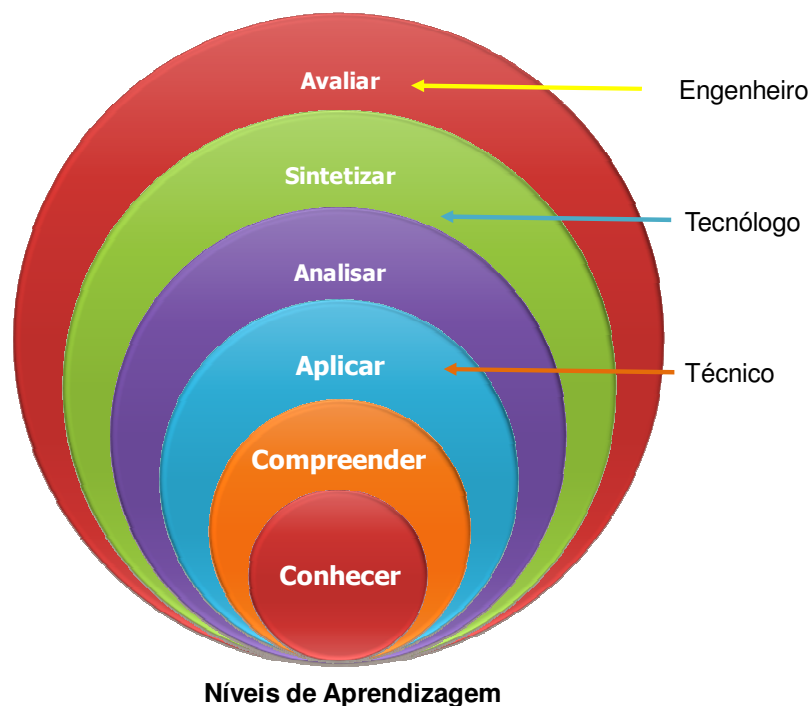 Avaliar
Engenheiro
Sintetizar
Tecnólogo
Analisar
Aplicar
Técnico
Compreender
Conhecer
Níveis de Aprendizagem